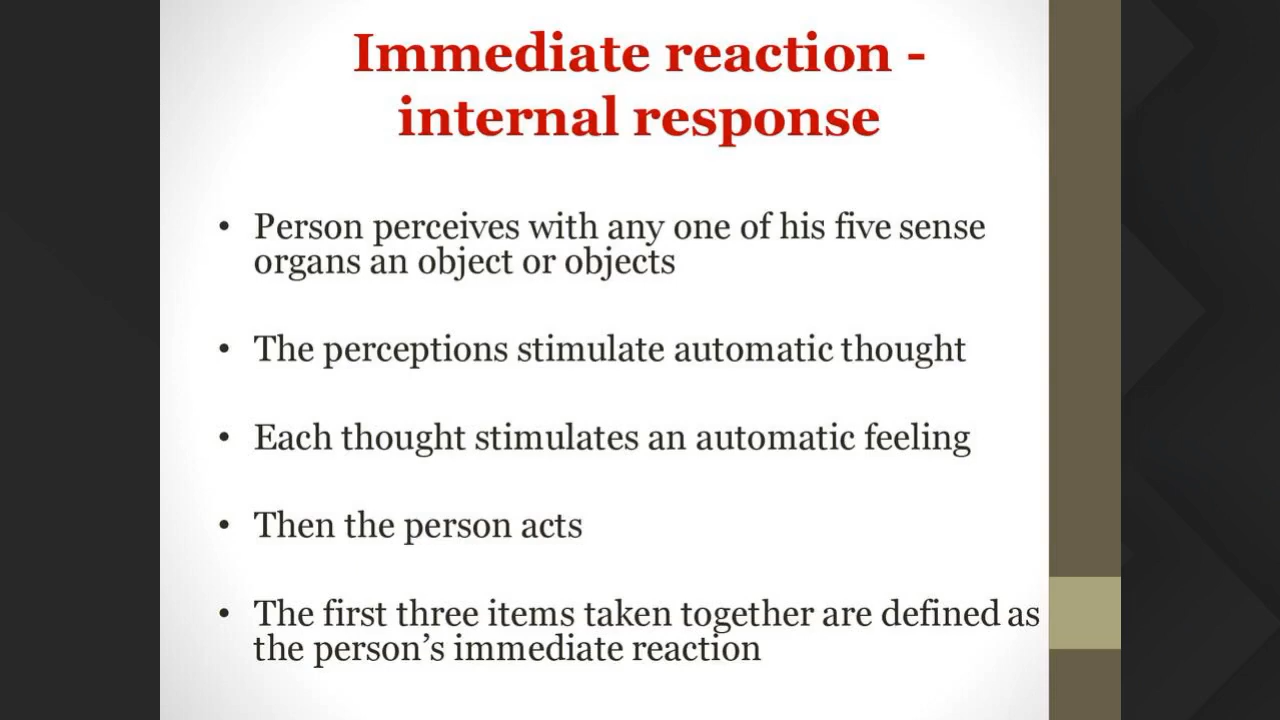 Immediate reaction -
internal response
• Person perceives with any one of his five sense
organs an object or objects
• The perceptions stimulate automatic thought
• Each thought stimulates an automatic feeling
• Then the person acts
• The first three items taken together are defined as
the person’s immediate reaction